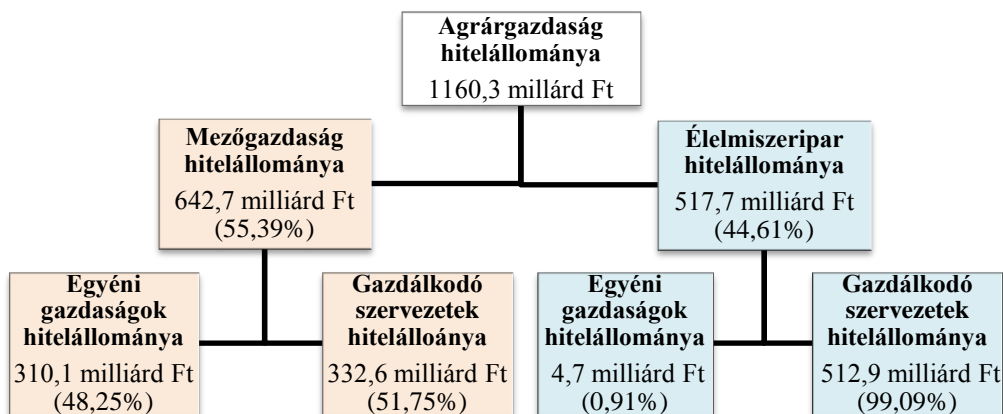 Agrárgazdaság
hitelállománya
1160,3 millárd Ft
Mezőgazdaság
hitelállománya
642,7 milliárd Ft
(55,39%)
Élelmiszeripar
hitelállománya
517,7 milliárd Ft
(44,61%)
Egyéni
gazdaságok
hitelállománya
310,1 milliárd Ft
(48,25%)
Gazdálkodó
szervezetek
hitelálloánya
332,6 milliárd Ft
(51,75%)
Egyéni
gazdaságok
hitelállománya
4,7 milliárd Ft
(0,91%)
Gazdálkodó
szervezetek
hitelállománya
512,9 milliárd Ft
(99,09%)